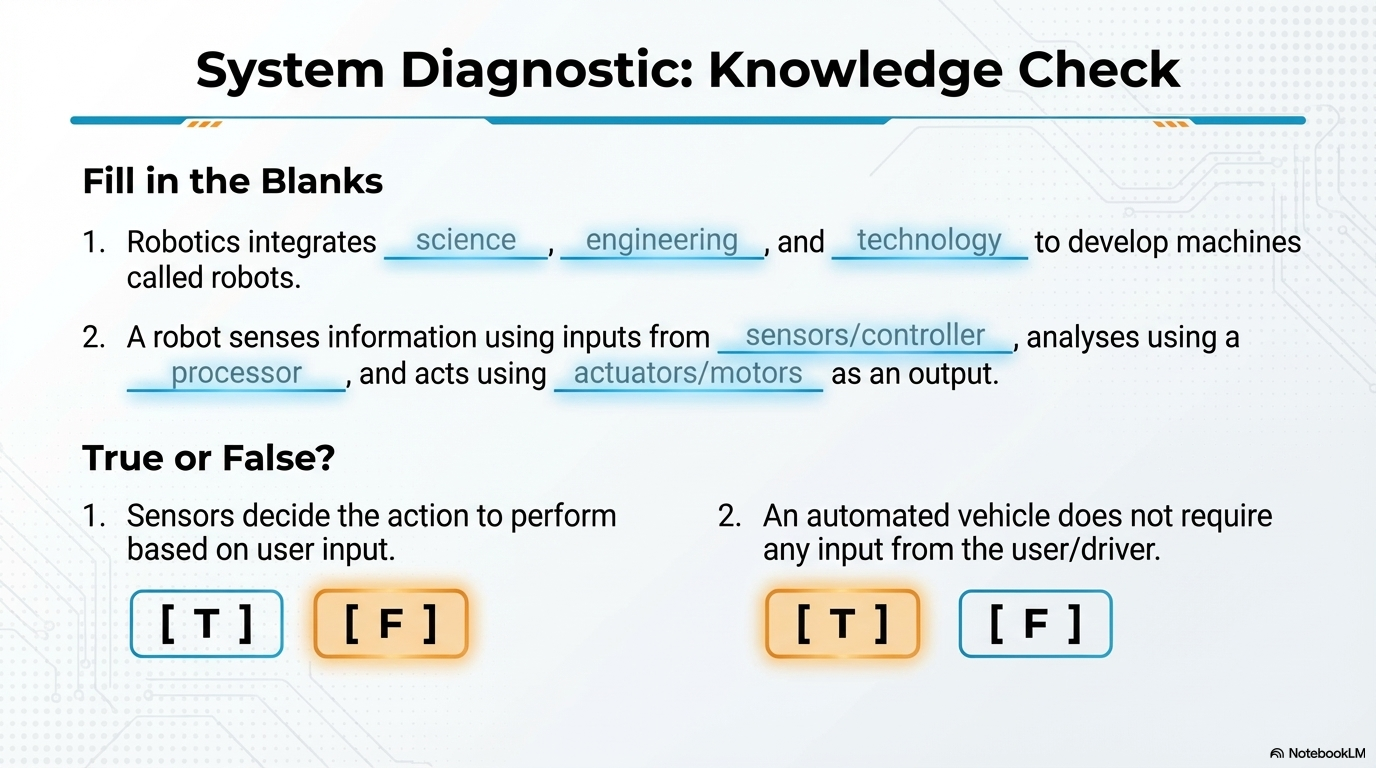 System Diagnostic: Knowledge Check
Fill in the Blanks
1. Robotics integrates science, engineering, and technology to develop machines
called robots.
2. A robot senses information using inputs from sensors/controller, analyses using a
processor, and acts using actuators/motors as an output.
True or False?
1. Sensors decide the action to perform
based on user input.
[ T ] [ F ]
2. An automated vehicle does not require
any input from the user/driver.
[ T ] [ F ]
NotebookLM